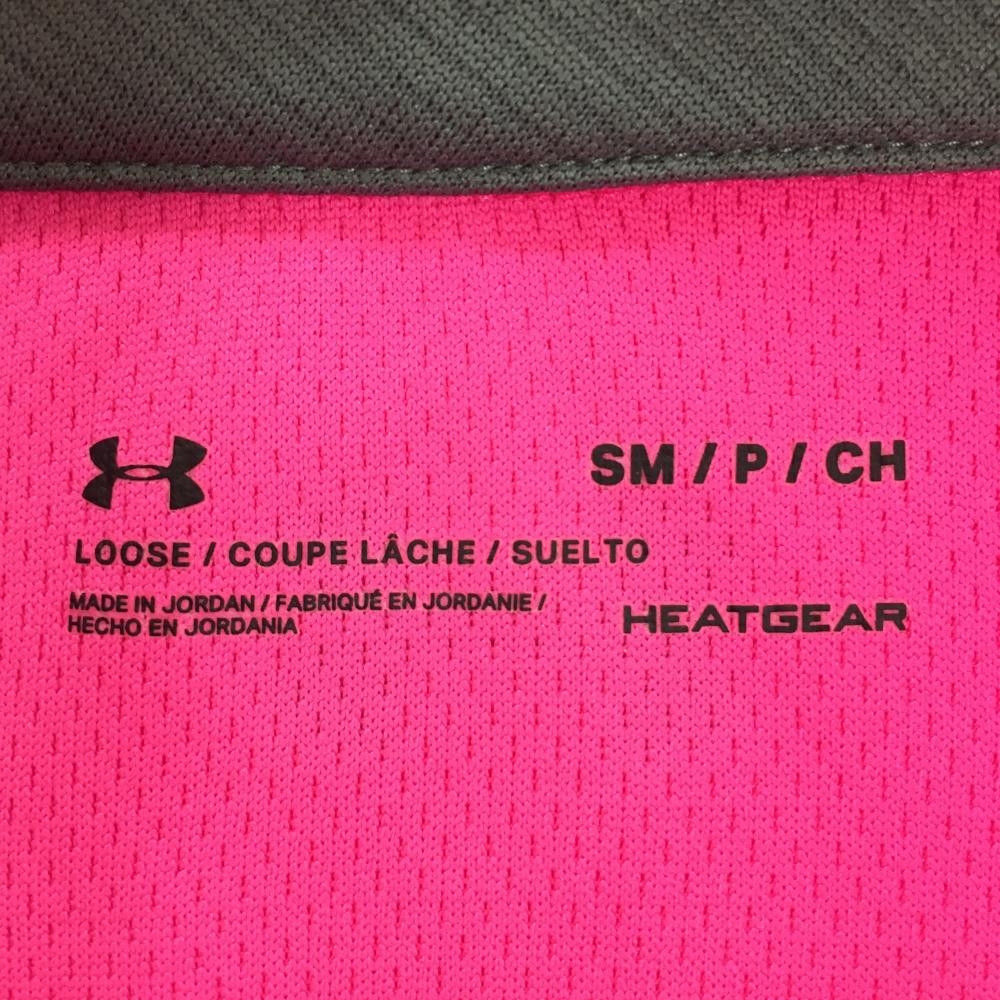 SM / P / CH
LOOSE / COUPE LÂCHE / SUELTO
MADE IN JORDAN / FABRIQUÉ EN JORDANIE /
HECHO EN JORDANIA
HEATGEAR